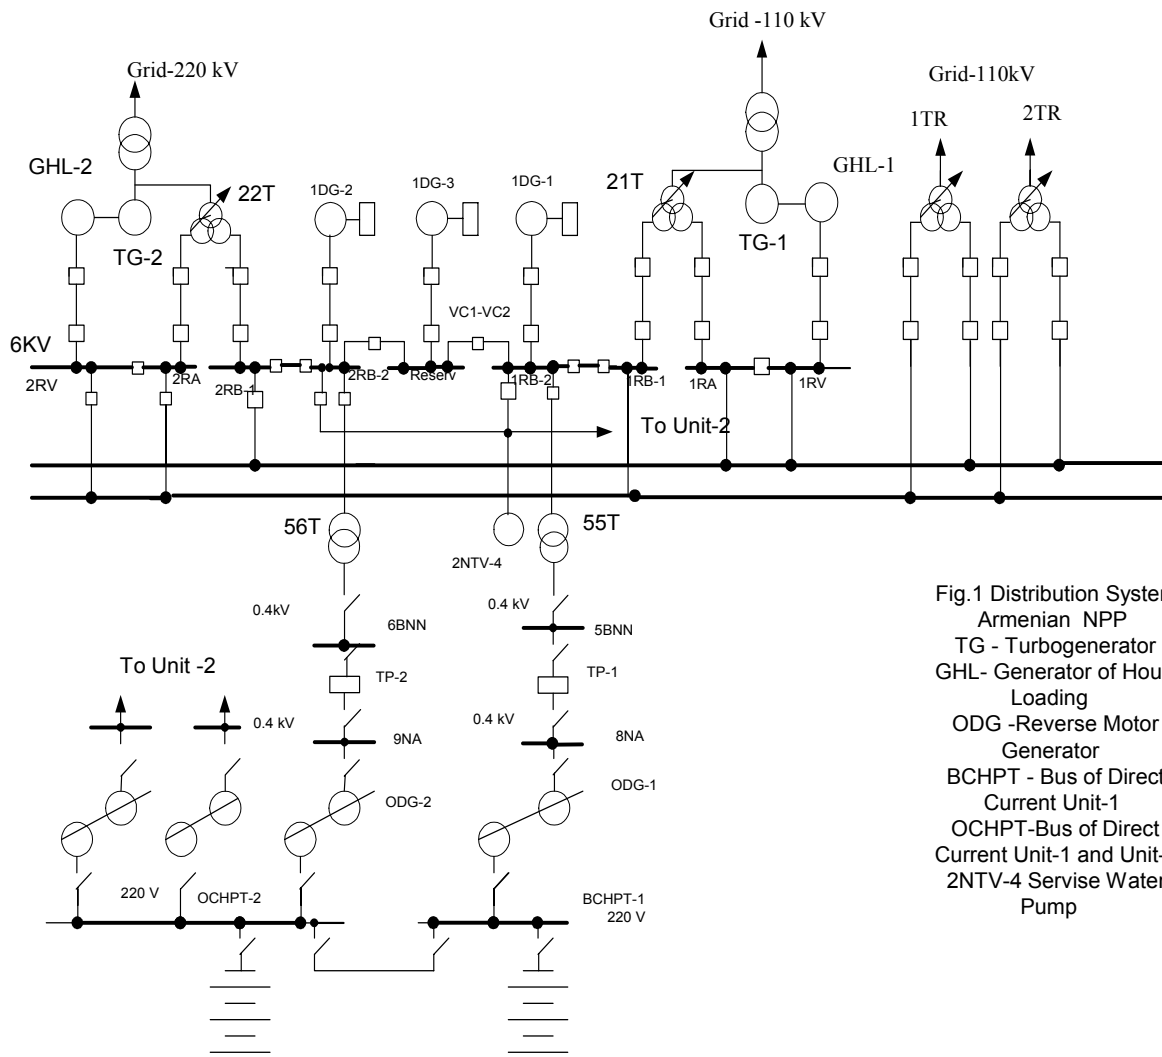 Grid -110 kV
Grid-220 kV
Grid-110kV
1TR
2TR
GHL-2
22T
1DG-2
1DG-3
1DG-1
21T
GHL-1
TG-2
TG-1
VC1-VC2
6KV
2RV
2RA
2RB-1
2RB-2
Reserv
1RB-2
1RB-1
1RA
1RV
To Unit-2
56T
55T
2NTV-4
0.4kV
0.4 kV
6BNN
5BNN
To Unit -2
TP-2
TP-1
0.4 kV
0.4 kV
9NA
8NA
ODG-2
ODG-1
220 V
OCHPT-2
BCHPT-1
220 V
Fig.1 Distribution System
Armenian NPP
TG - Turbogenerator
GHL- Generator of Hou
Loading
ODG -Reverse Motor
Generator
BCHPT - Bus of Direct
Current Unit-1
OCHPT-Bus of Direct
Current Unit-1 and Unit-
2NTV-4 Servise Water
Pump